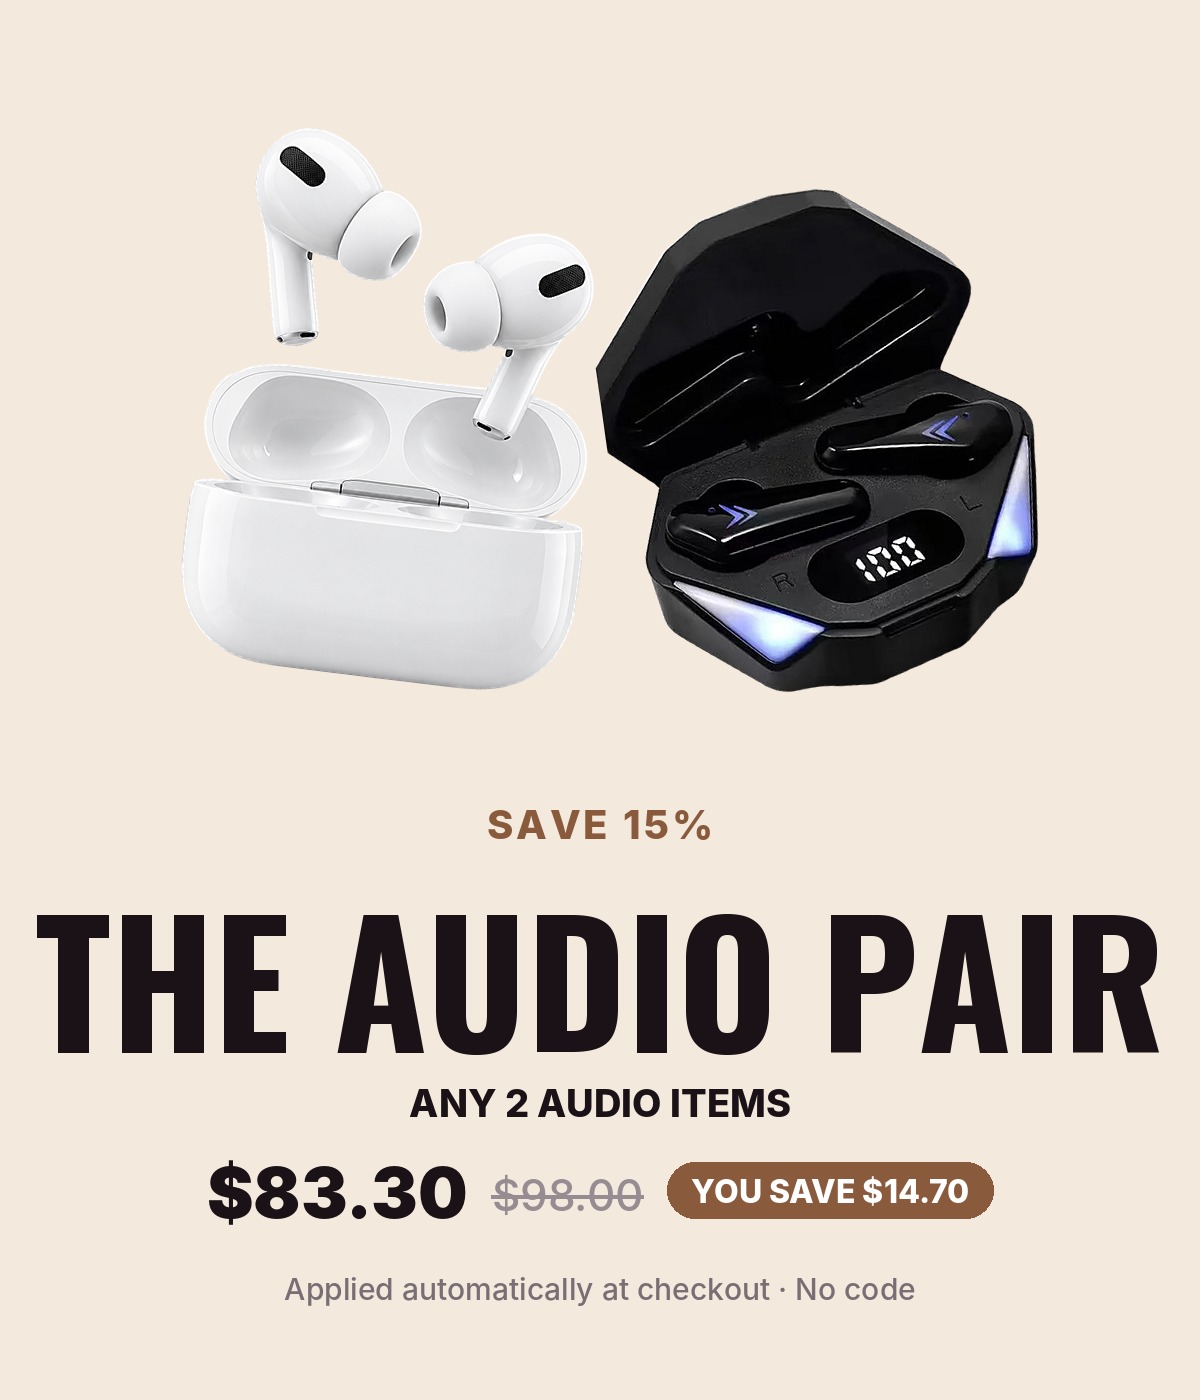 L
100
R
SAVE 15%
THE AUDIO PAIR
ANY 2 AUDIO ITEMS
$83.30 $98.00 YOU SAVE $14.70
Applied automatically at checkout · No code